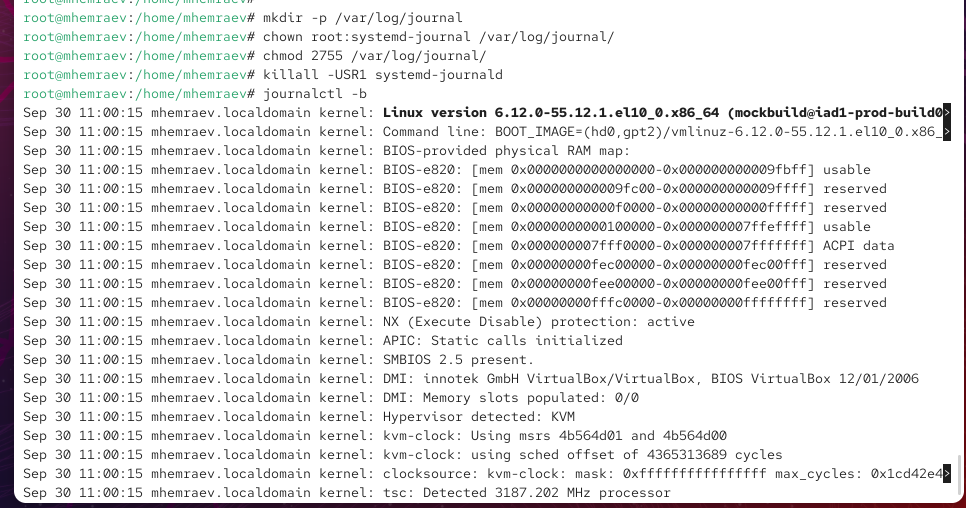 root@mhemraev:/home/mhemraev#
root@mhemraev:/home/mhemraev# mkdir -p /var/log/journal
root@mhemraev:/home/mhemraev# chown root:systemd-journal /var/log/journal/
root@mhemraev:/home/mhemraev# chmod 2755 /var/log/journal/
root@mhemraev:/home/mhemraev# killall -USR1 systemd-journald
root@mhemraev:/home/mhemraev# journalctl -b
Sep 30 11:00:15 mhemraev.localdomain kernel: Linux version 6.12.0-55.12.1.el10_0.x86_64 (mockbuild@iad1-prod-build0>
Sep 30 11:00:15 mhemraev.localdomain kernel: Command line: BOOT_IMAGE=(hd0,gpt2)/vmlinuz-6.12.0-55.12.1.el10_0.x86_>
Sep 30 11:00:15 mhemraev.localdomain kernel: BIOS-provided physical RAM map:
Sep 30 11:00:15 mhemraev.localdomain kernel: BIOS-e820: [mem 0x0000000000000000-0x000000000009fbff] usable
Sep 30 11:00:15 mhemraev.localdomain kernel: BIOS-e820: [mem 0x000000000009fc00-0x000000000009ffff] reserved
Sep 30 11:00:15 mhemraev.localdomain kernel: BIOS-e820: [mem 0x00000000000f0000-0x00000000000fffff] reserved
Sep 30 11:00:15 mhemraev.localdomain kernel: BIOS-e820: [mem 0x0000000000100000-0x000000007ffeffff] usable
Sep 30 11:00:15 mhemraev.localdomain kernel: BIOS-e820: [mem 0x000000007fff0000-0x000000007fffffff] ACPI data
Sep 30 11:00:15 mhemraev.localdomain kernel: BIOS-e820: [mem 0x00000000fec00000-0x00000000fec00fff] reserved
Sep 30 11:00:15 mhemraev.localdomain kernel: BIOS-e820: [mem 0x00000000fee00000-0x00000000fee00fff] reserved
Sep 30 11:00:15 mhemraev.localdomain kernel: BIOS-e820: [mem 0x00000000fffc0000-0x00000000ffffffff] reserved
Sep 30 11:00:15 mhemraev.localdomain kernel: NX (Execute Disable) protection: active
Sep 30 11:00:15 mhemraev.localdomain kernel: APIC: Static calls initialized
Sep 30 11:00:15 mhemraev.localdomain kernel: SMBIOS 2.5 present.
Sep 30 11:00:15 mhemraev.localdomain kernel: DMI: innotek GmbH VirtualBox/VirtualBox, BIOS VirtualBox 12/01/2006
Sep 30 11:00:15 mhemraev.localdomain kernel: DMI: Memory slots populated: 0/0
Sep 30 11:00:15 mhemraev.localdomain kernel: Hypervisor detected: KVM
Sep 30 11:00:15 mhemraev.localdomain kernel: kvm-clock: Using msrs 4b564d01 and 4b564d00
Sep 30 11:00:15 mhemraev.localdomain kernel: kvm-clock: using sched offset of 4365313689 cycles
Sep 30 11:00:15 mhemraev.localdomain kernel: clocksource: kvm-clock: mask: 0xffffffffffffffff max_cycles: 0x1cd42e4>
Sep 30 11:00:15 mhemraev.localdomain kernel: tsc: Detected 3187.202 MHz processor